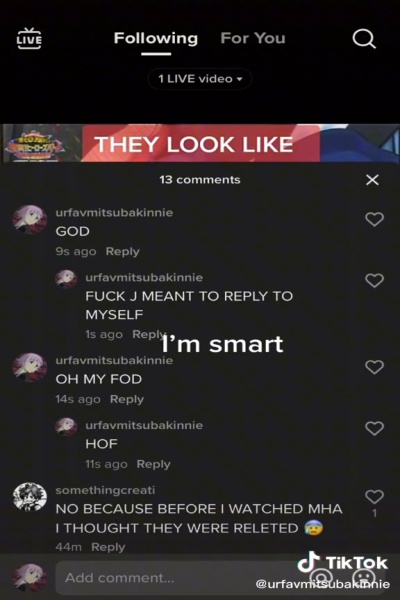 LIVE
Following For You
1 LIVE video
THEY LOOK LIKE
13 comments
urfavmitsubakinnie
GOD
9s ago Reply
urfavmitsubakinnie
FUCK J MEANT TO REPLY TO
MYSELF
1s ago Reply
I'm smart
urfavmitsubakinnie
OH MY FOD
14s ago Reply
urfavmitsubakinnie
HOF
11s ago Reply
somethingcreati
NO BECAUSE BEFORE I WATCHED MHA
I THOUGHT THEY WERE RELETED 😰
1
44m Reply
TikTok
Add comment...
@urfavmitsubakinnie